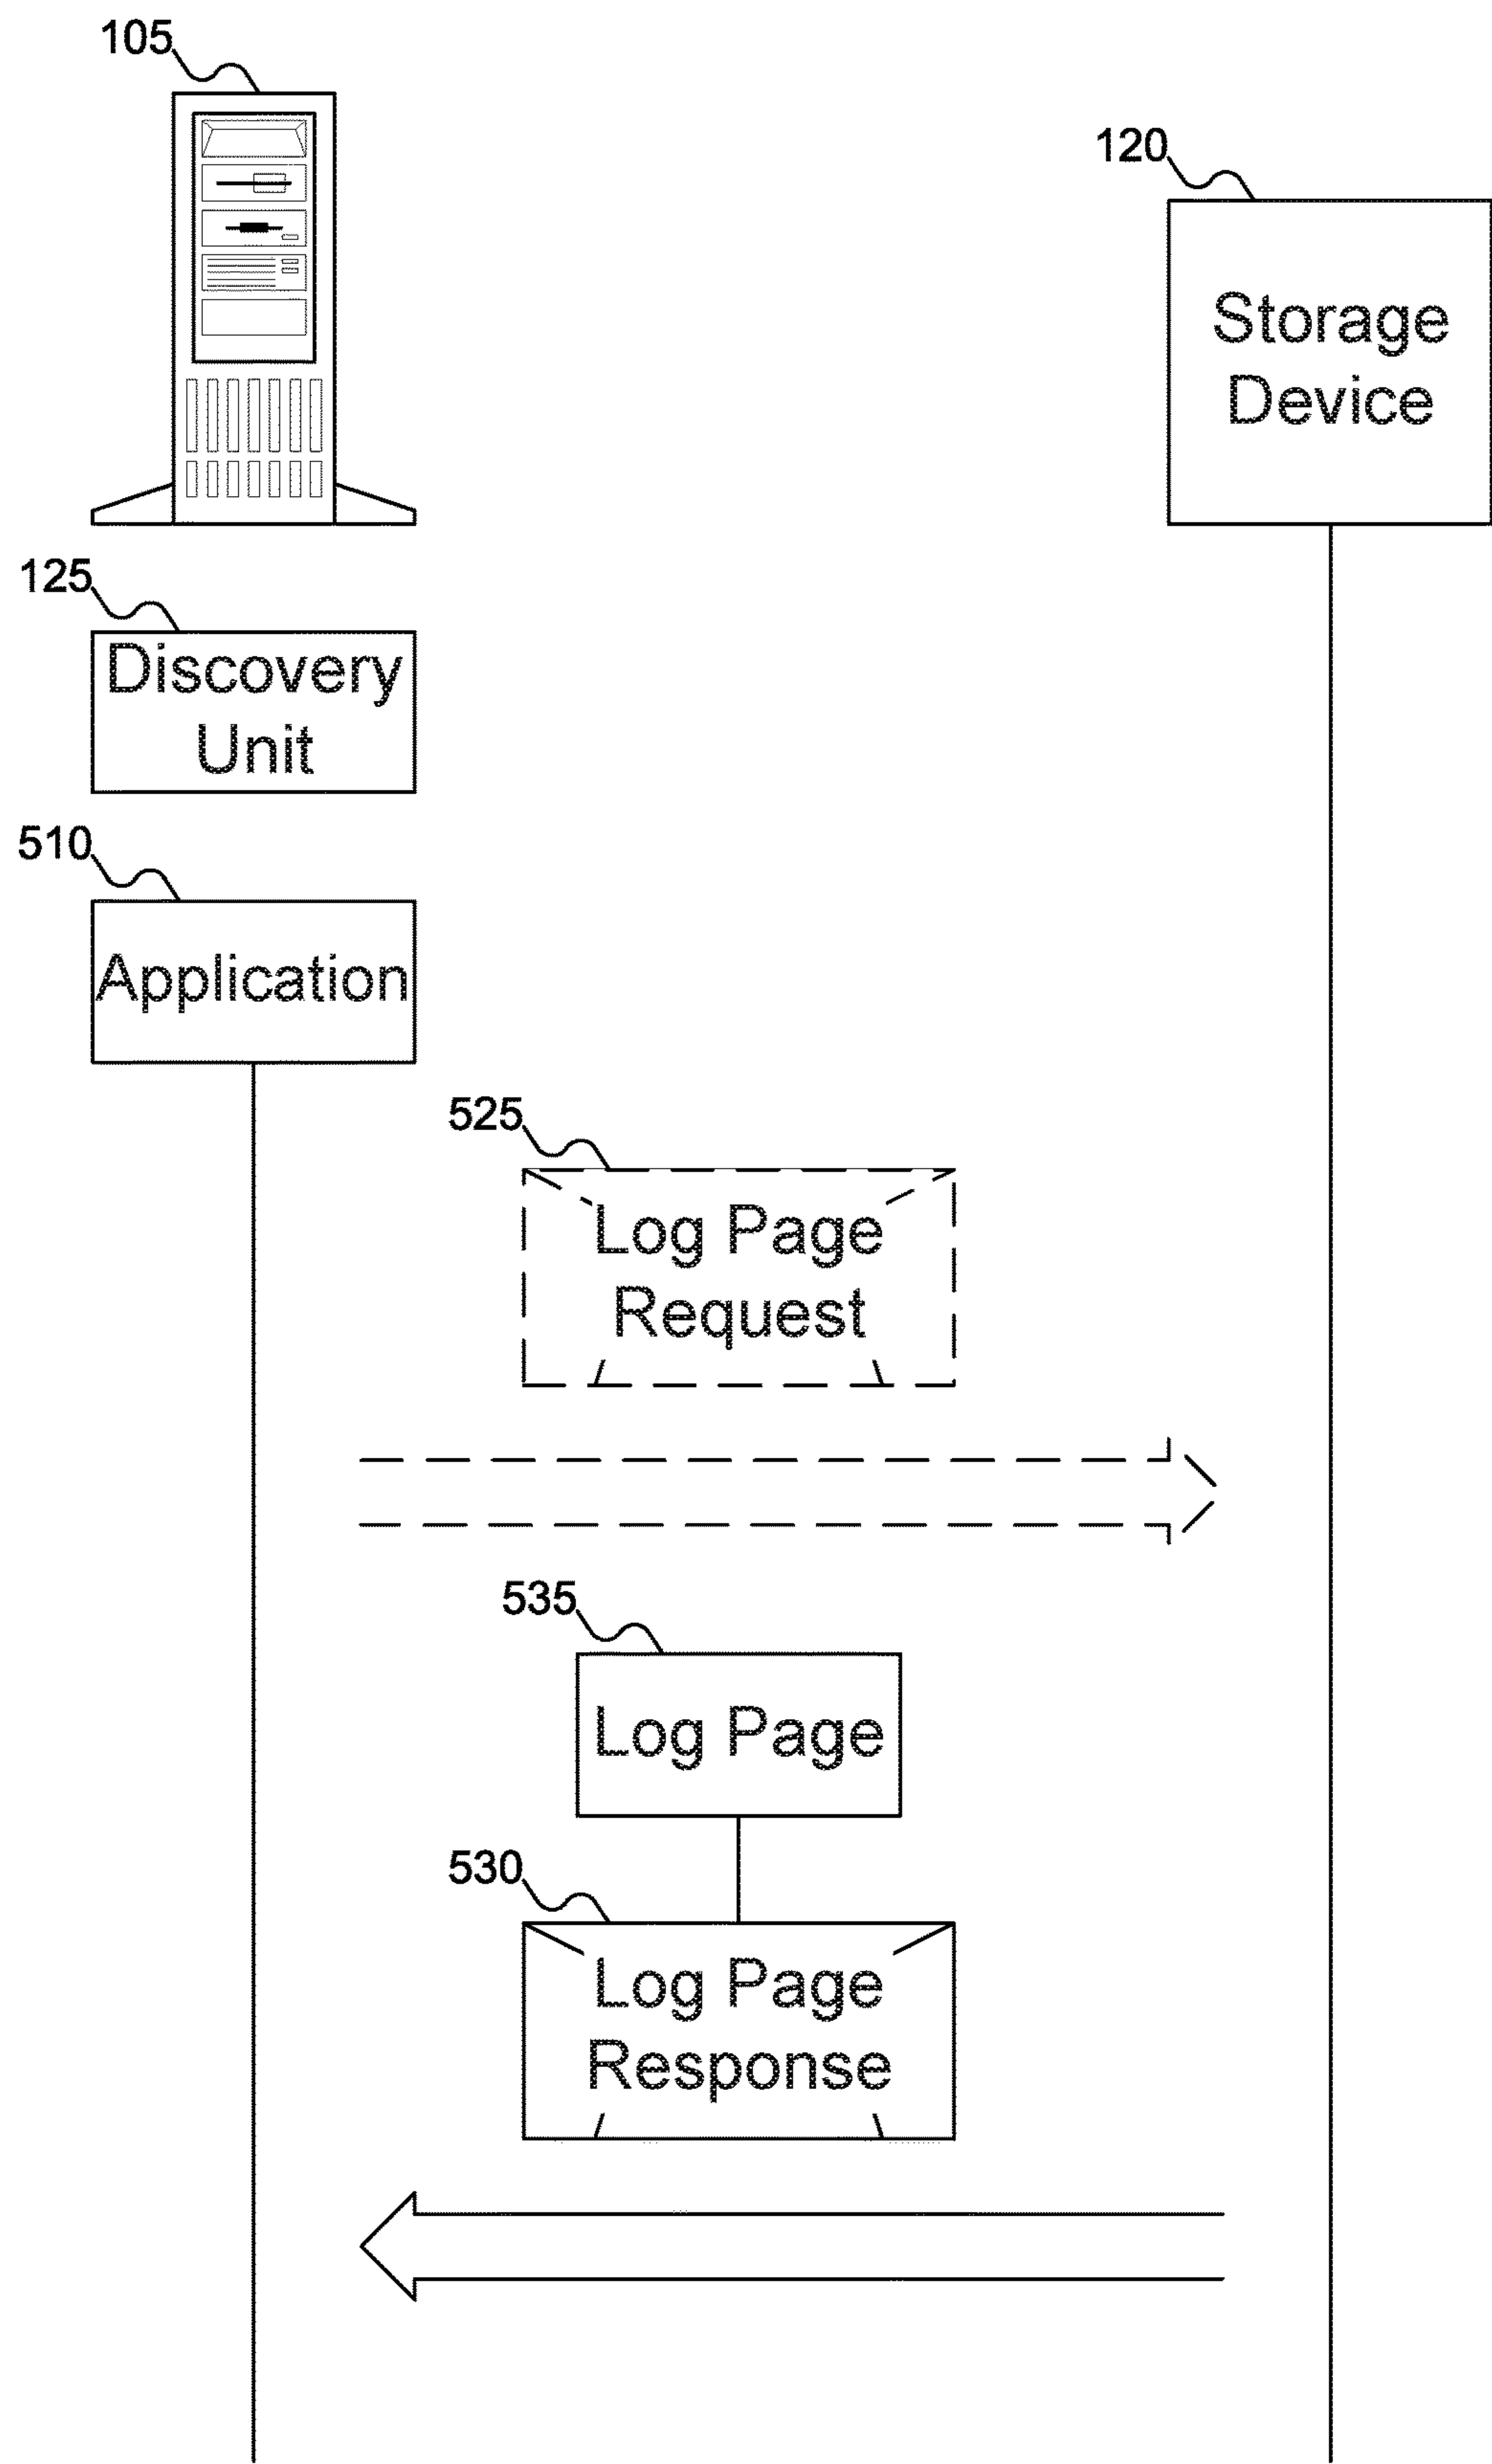 105
120
Storage
Device
125
Discovery
Unit
510
Application
525
Log Page
Request
535
Log Page
530
Log Page
Response